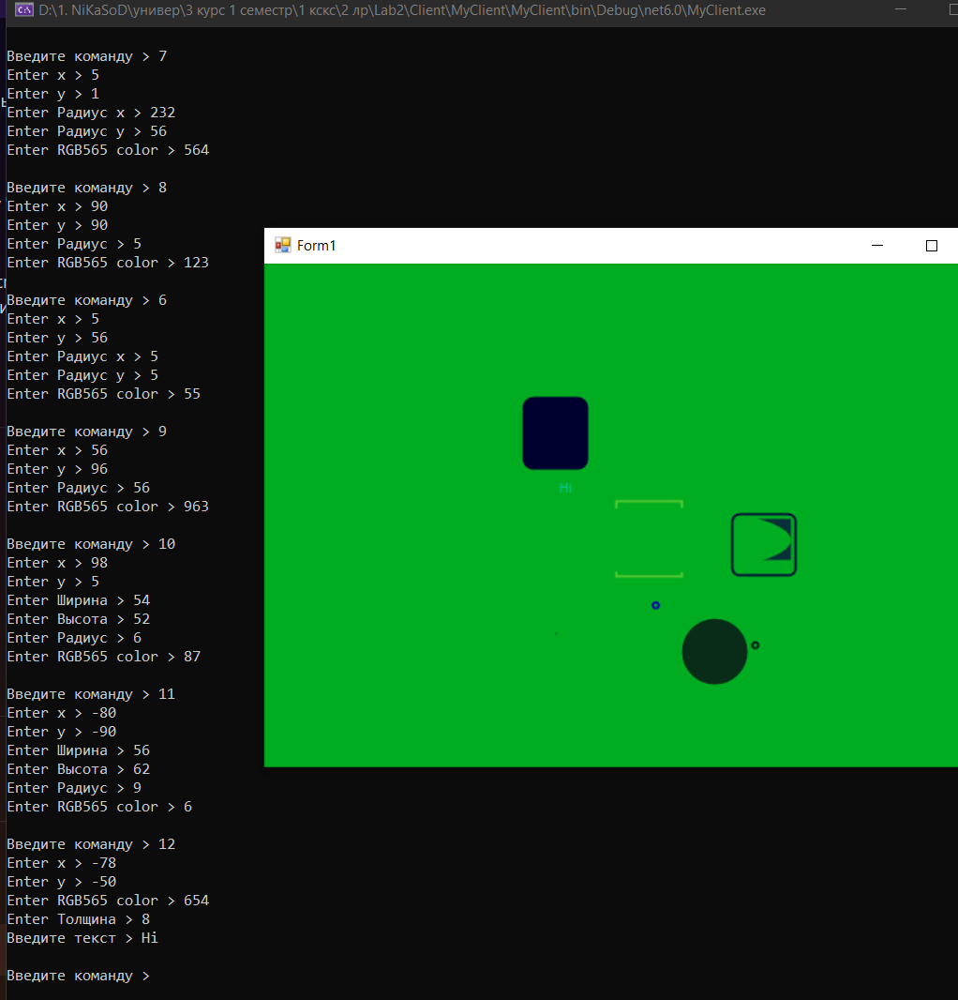 D:\1. NiKaSoD\универ\3 курс 1 семестр\1 кскс\2 лр\Lab2\Client\MyClient\MyClient\bin\Debug\net6.0\MyClient.exe
Введите команду > 7
Enter x > 5
Enter y > 1
Enter Радиус x > 232
Enter Радиус y > 56
Enter RGB565 color > 564
Введите команду > 8
Enter x > 90
Enter y > 90
Enter Радиус > 5
Enter RGB565 color > 123
Введите команду > 6
Enter x > 5
Enter y > 56
Enter Радиус x > 5
Enter Радиус y > 5
Enter RGB565 color > 55
Введите команду > 9
Enter x > 56
Enter y > 96
Enter Радиус > 56
Enter RGB565 color > 963
Введите команду > 10
Enter x > 98
Enter y > 5
Enter Ширина > 54
Enter Высота > 52
Enter Радиус > 6
Enter RGB565 color > 87
Введите команду > 11
Enter x > -80
Enter y > -90
Enter Ширина > 56
Enter Высота > 62
Enter Радиус > 9
Enter RGB565 color > 6
Введите команду > 12
Enter x > -78
Enter y > -50
Enter RGB565 color > 654
Enter Толщина > 8
Введите текст > Hi
Введите команду >
Form1
Hi